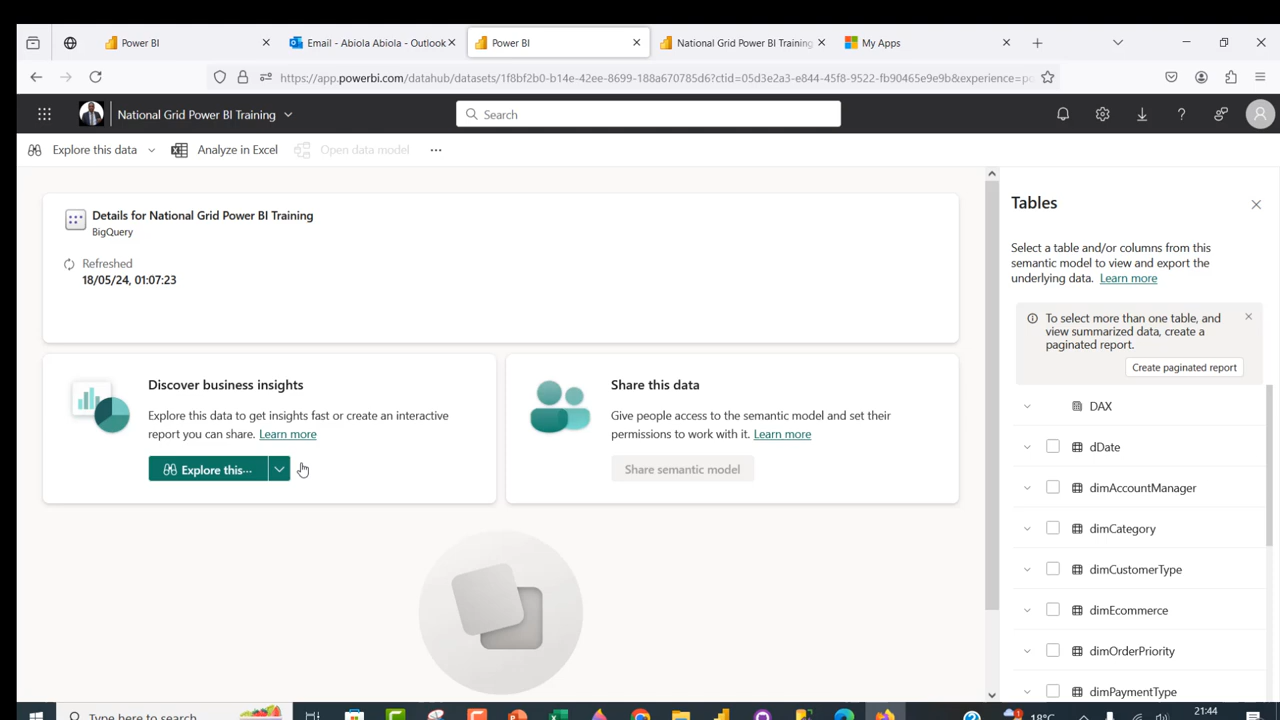 Power BI
Email - Abiola Abiola - Outlook
Power BI
National Grid Power BI Training
My Apps
https://app.powerbi.com/datahub/datasets/1f8bf2b0-b14e-42ee-8699-188a670785d6?ctid=05d3e2a3-e844-45f8-9522-fb90465e9e9b&experience=po
National Grid Power BI Training
Search
Explore this data
Analyze in Excel
Open data model
Details for National Grid Power BI Training
BigQuery
Refreshed
18/05/24, 01:07:23
Discover business insights
Explore this data to get insights fast or create an interactive
report you can share. Learn more
Explore this...
Share this data
Give people access to the semantic model and set their
permissions to work with it. Learn more
Share semantic model
Tables
Select a table and/or columns from this
semantic model to view and export the
underlying data. Learn more
To select more than one table, and
view summarized data, create a
paginated report.
Create paginated report
DAX
dDate
dimAccountManager
dimCategory
dimCustomerType
dimEcommerce
dimOrderPriority
dimPaymentType
Type here to search
18°C
21:44